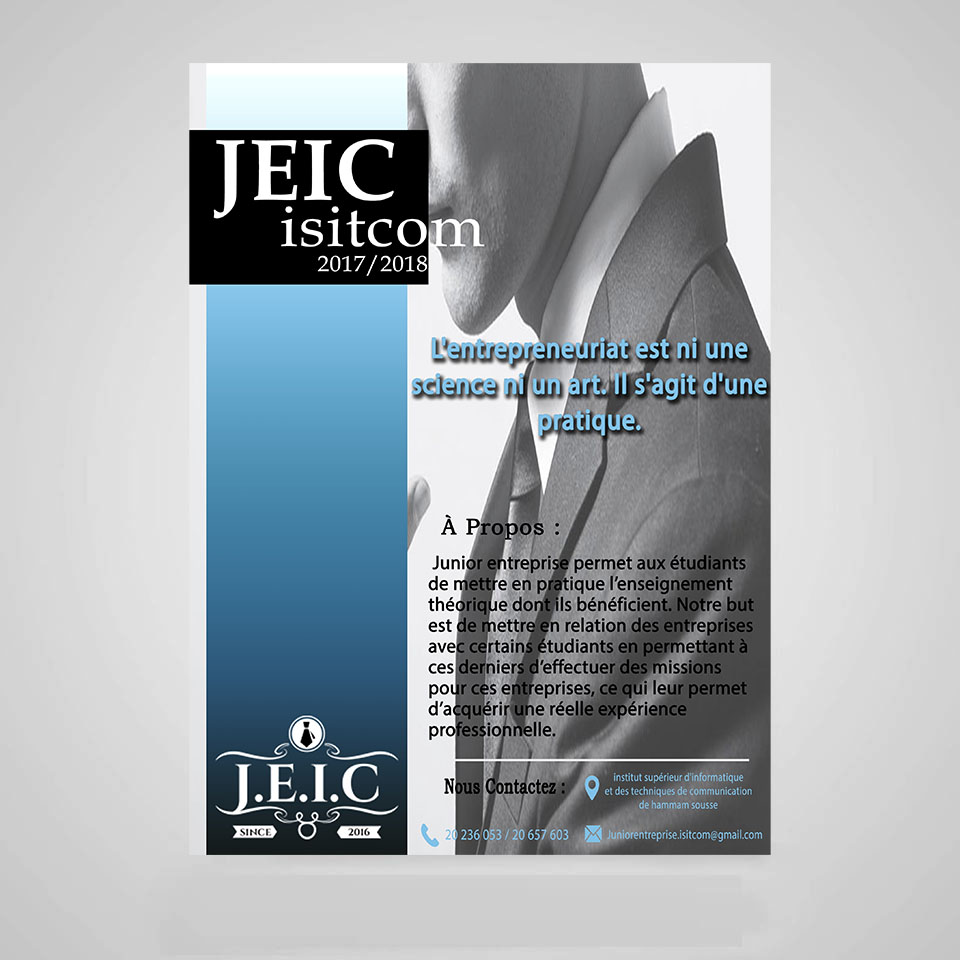 JEIC
isitcom
2017/2018
L'entrepreneuriat est ni une
science ni un art. Il s'agit d'une
pratique.
À Propos :
Junior entreprise permet aux étudiants
de mettre en pratique l’enseignement
théorique dont ils bénéficient. Notre but
est de mettre en relation des entreprises
avec certains étudiants en permettant à
ces derniers d’effectuer des missions
pour ces entreprises, ce qui leur permet
d’acquérir une réelle expérience
professionnelle.
J.E.I.C
SINCE 2016
Nous Contactez :
institut supérieur d'informatique
et des techniques de communication
de hammam sousse
20 236 053 / 20 657 603
Juniorentreprise.isitcom@gmail.com